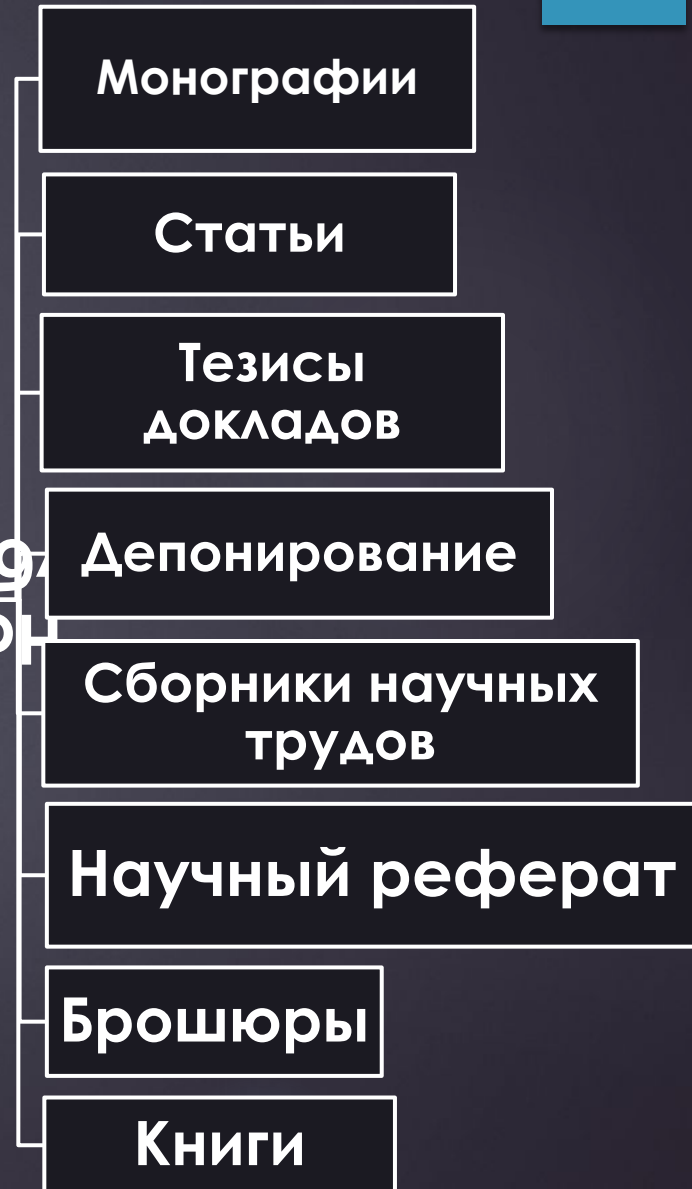 Монографии
Статьи
Тезисы
докладов
Депонирование
Сборники научных
трудов
Научный реферат
Брошюры
Книги